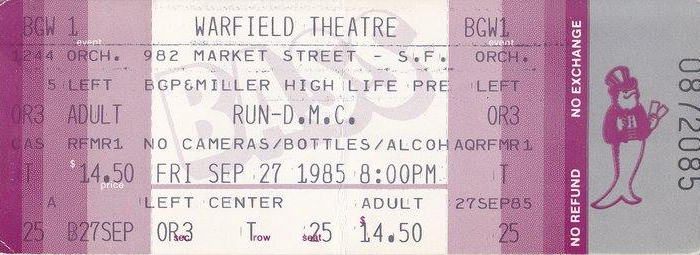 BGW 1 WARFIELD THEATRE BGW1
event event
1244 ORCH. 982 MARKET STREET - S.F. ORCH.
5 LEFT BGP&MILLER HIGH LIFE PRE LEFT
OR3 ADULT RUN-D.M.C. OR3
CAS RFMR1 NO CAMERAS/BOTTLES/ALCOH AQRFMR1
T $ 14.50 FRI SEP 27 1985 8:00PM. T
price
A LEFT CENTER ADULT 27SEP85
25 B27SEP OR3 T 25 $ 14.50 25
sec row seat
BASS
NO REFUND NO EXCHANGE
08/2085